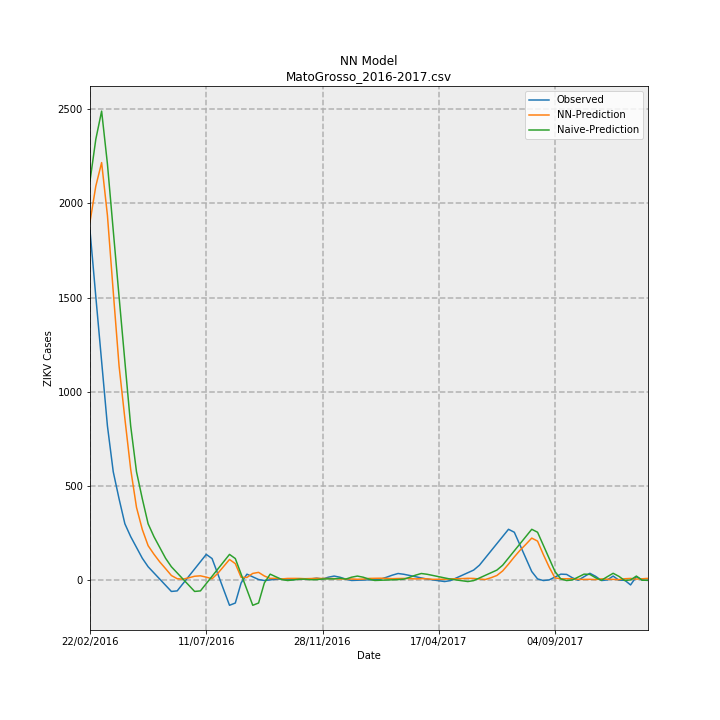 NN Model
MatoGrosso_2016-2017.csv
Observed
NN-Prediction
Naive-Prediction
ZIKV Cases
2500
2000
1500
1000
500
0
22/02/2016
11/07/2016
28/11/2016
17/04/2017
04/09/2017
Date